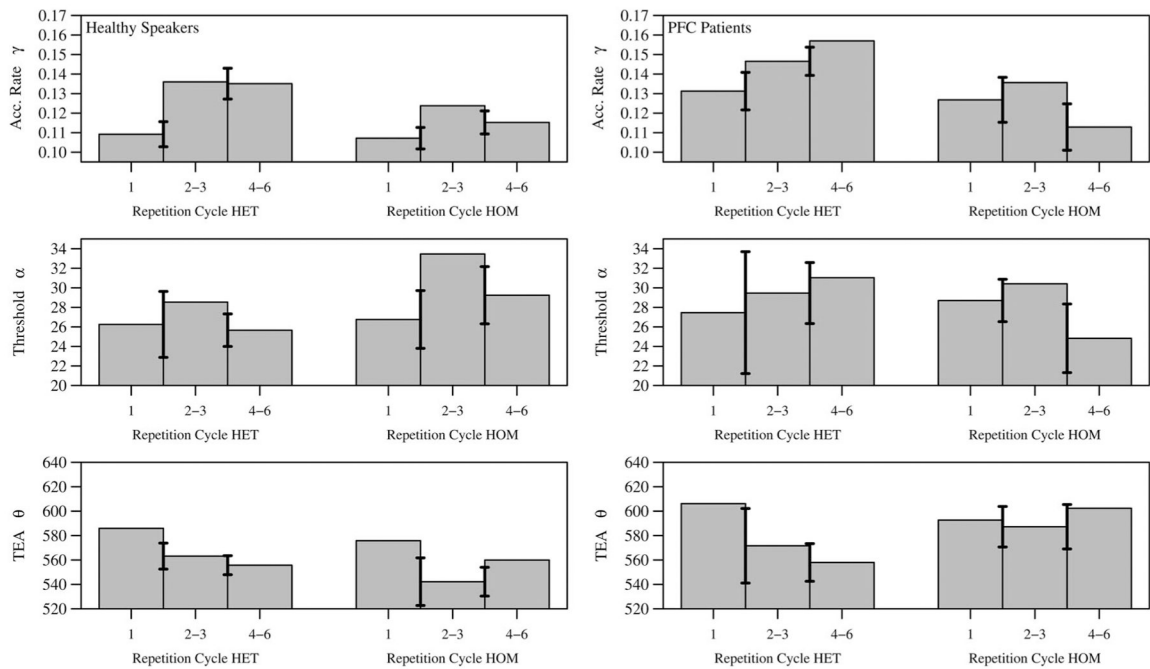 Healthy Speakers
Acc. Rate γ
0.17
0.16
0.15
0.14
0.13
0.12
0.11
0.10
1 2−3 4−6 1 2−3 4−6
Repetition Cycle HET Repetition Cycle HOM
PFC Patients
Acc. Rate γ
0.17
0.16
0.15
0.14
0.13
0.12
0.11
0.10
1 2−3 4−6 1 2−3 4−6
Repetition Cycle HET Repetition Cycle HOM
Threshold α
34
32
30
28
26
24
22
20
1 2−3 4−6 1 2−3 4−6
Repetition Cycle HET Repetition Cycle HOM
Threshold α
34
32
30
28
26
24
22
20
1 2−3 4−6 1 2−3 4−6
Repetition Cycle HET Repetition Cycle HOM
TEA θ
640
620
600
580
560
540
520
1 2−3 4−6 1 2−3 4−6
Repetition Cycle HET Repetition Cycle HOM
TEA θ
640
620
600
580
560
540
520
1 2−3 4−6 1 2−3 4−6
Repetition Cycle HET Repetition Cycle HOM